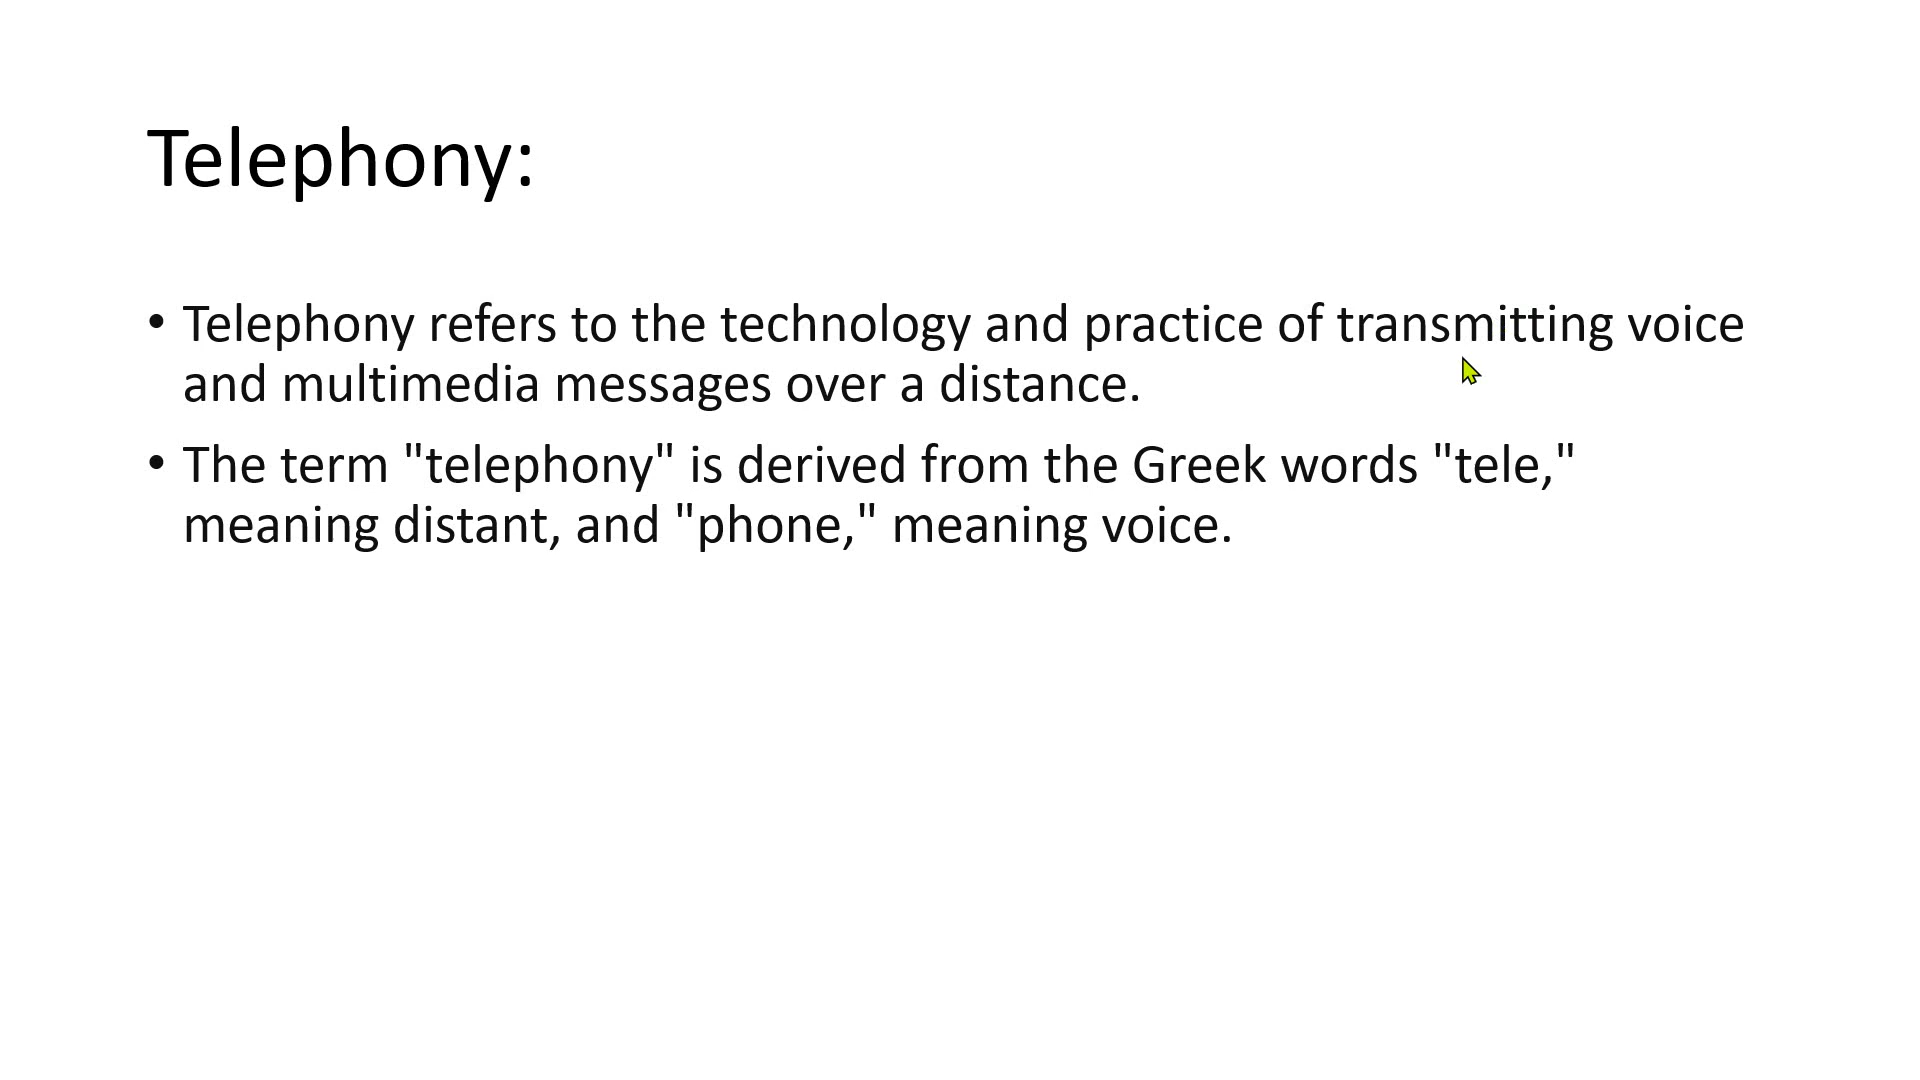 Telephony:
• Telephony refers to the technology and practice of transmitting voice
and multimedia messages over a distance.
• The term "telephony" is derived from the Greek words "tele,"
meaning distant, and "phone," meaning voice.